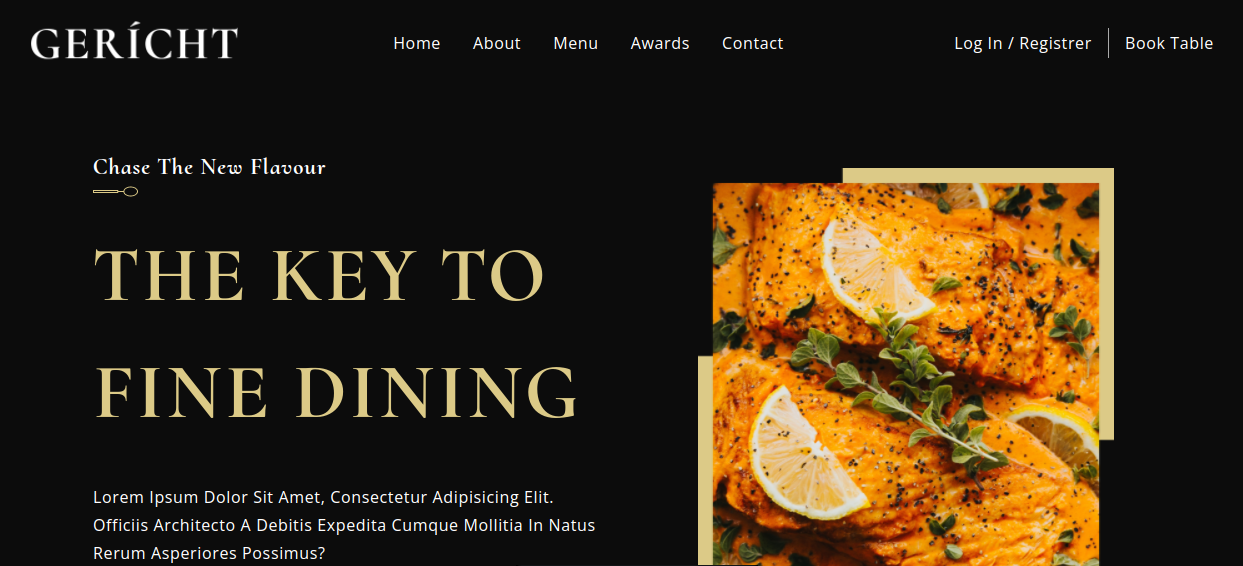 GERÍCHT
Home
About
Menu
Awards
Contact
Log In / Registrer
Book Table
Chase The New Flavour
THE KEY TO
FINE DINING
Lorem Ipsum Dolor Sit Amet, Consectetur Adipisicing Elit.
Officiis Architecto A Debitis Expedita Cumque Mollitia In Natus
Rerum Asperiores Possimus?